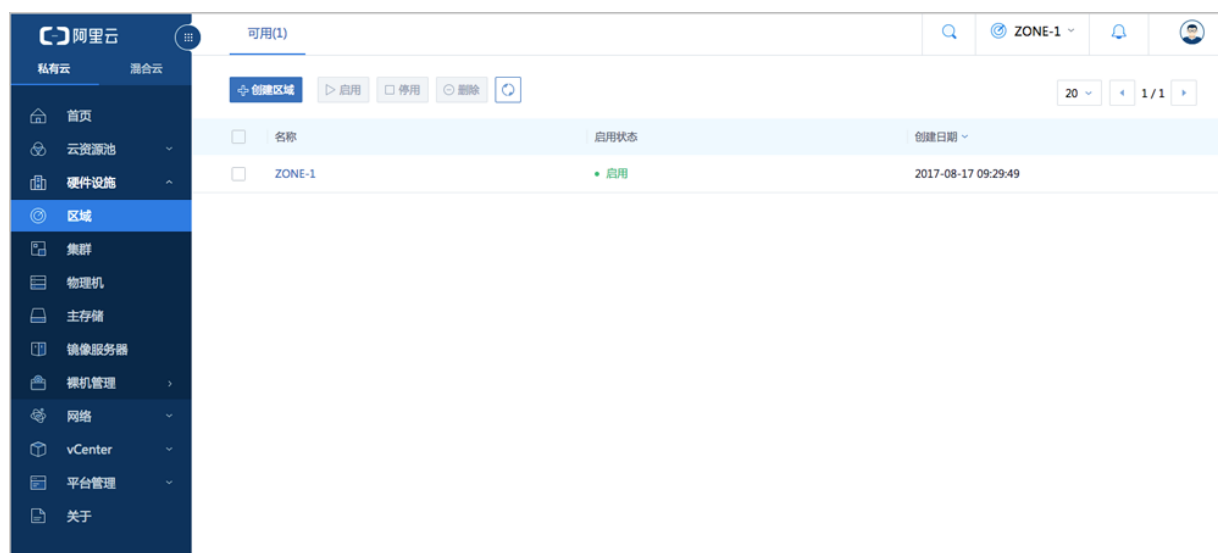 阿里云
可用(1)
ZONE-1
私有云
混合云
创建区域
启用
停用
删除
20
1 / 1
首页
云资源池
硬件设施
区域
集群
物理机
主存储
镜像服务器
裸机管理
网络
vCenter
平台管理
关于
名称
启用状态
创建日期
ZONE-1
启用
2017-08-17 09:29:49